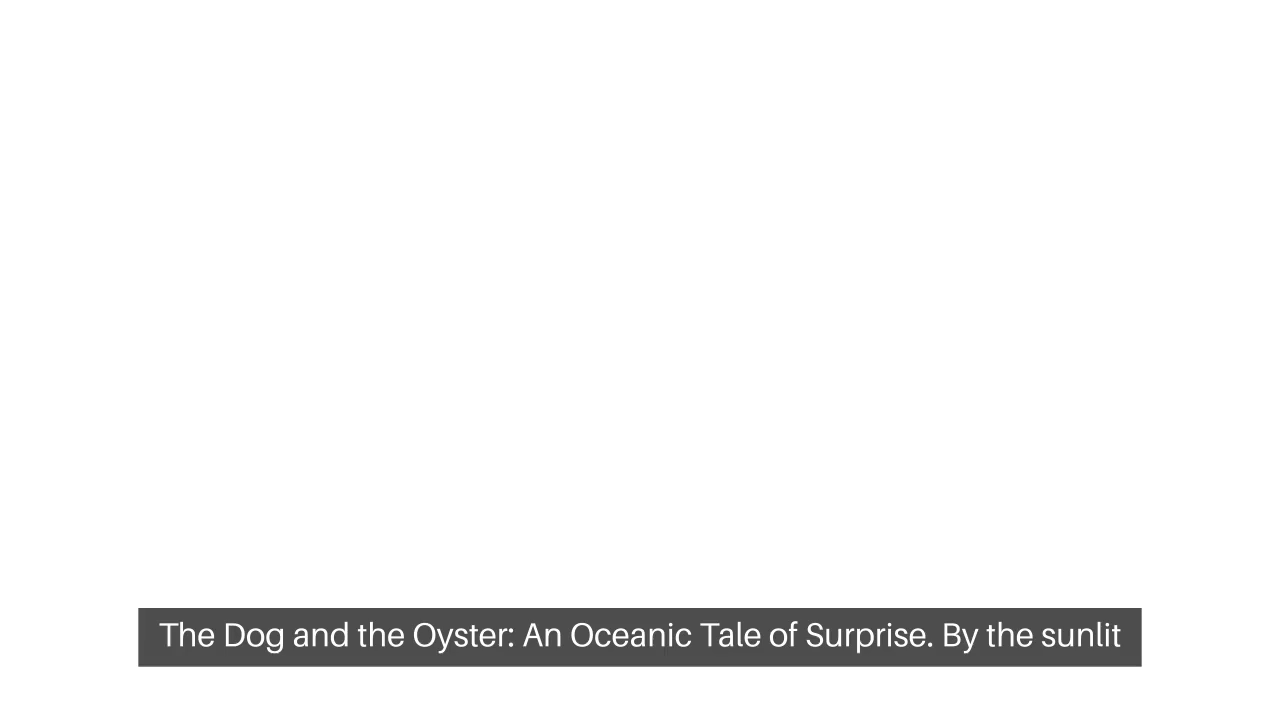 The Dog and the Oyster: An Oceanic Tale of Surprise. By the sunlit